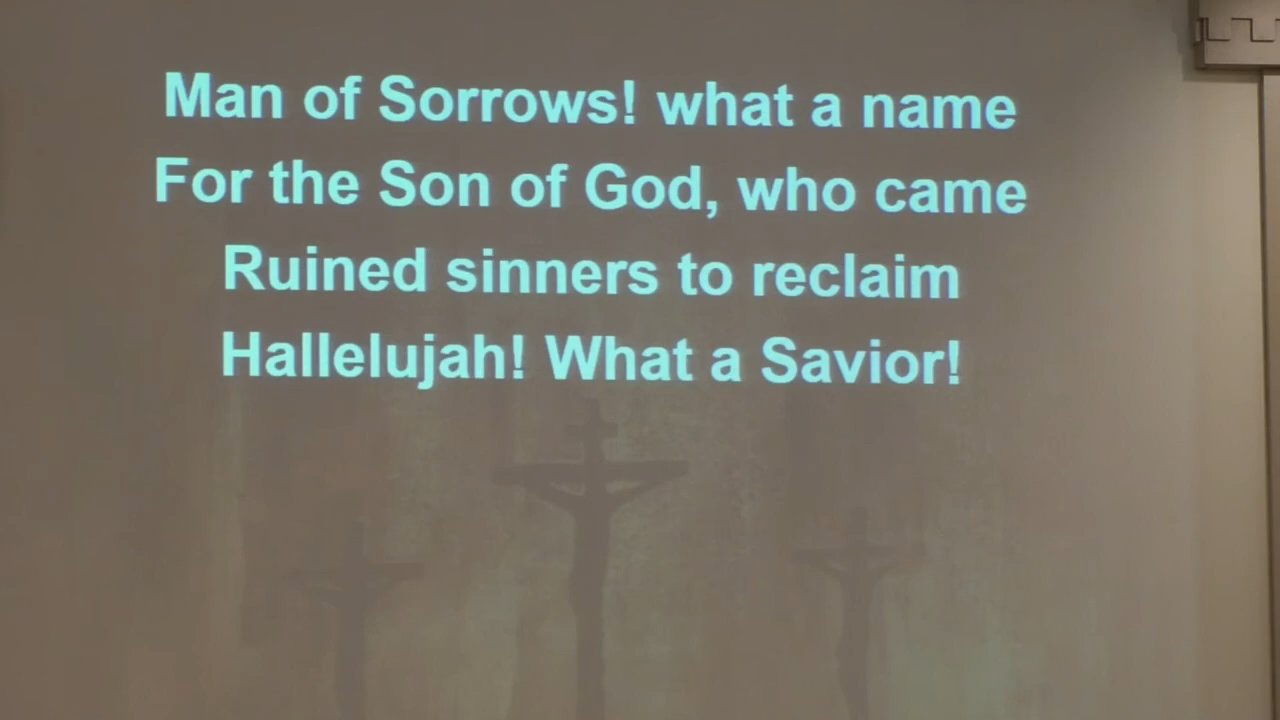 Man of Sorrows! what a name
For the Son of God, who came
Ruined sinners to reclaim
Hallelujah! What a Savior!